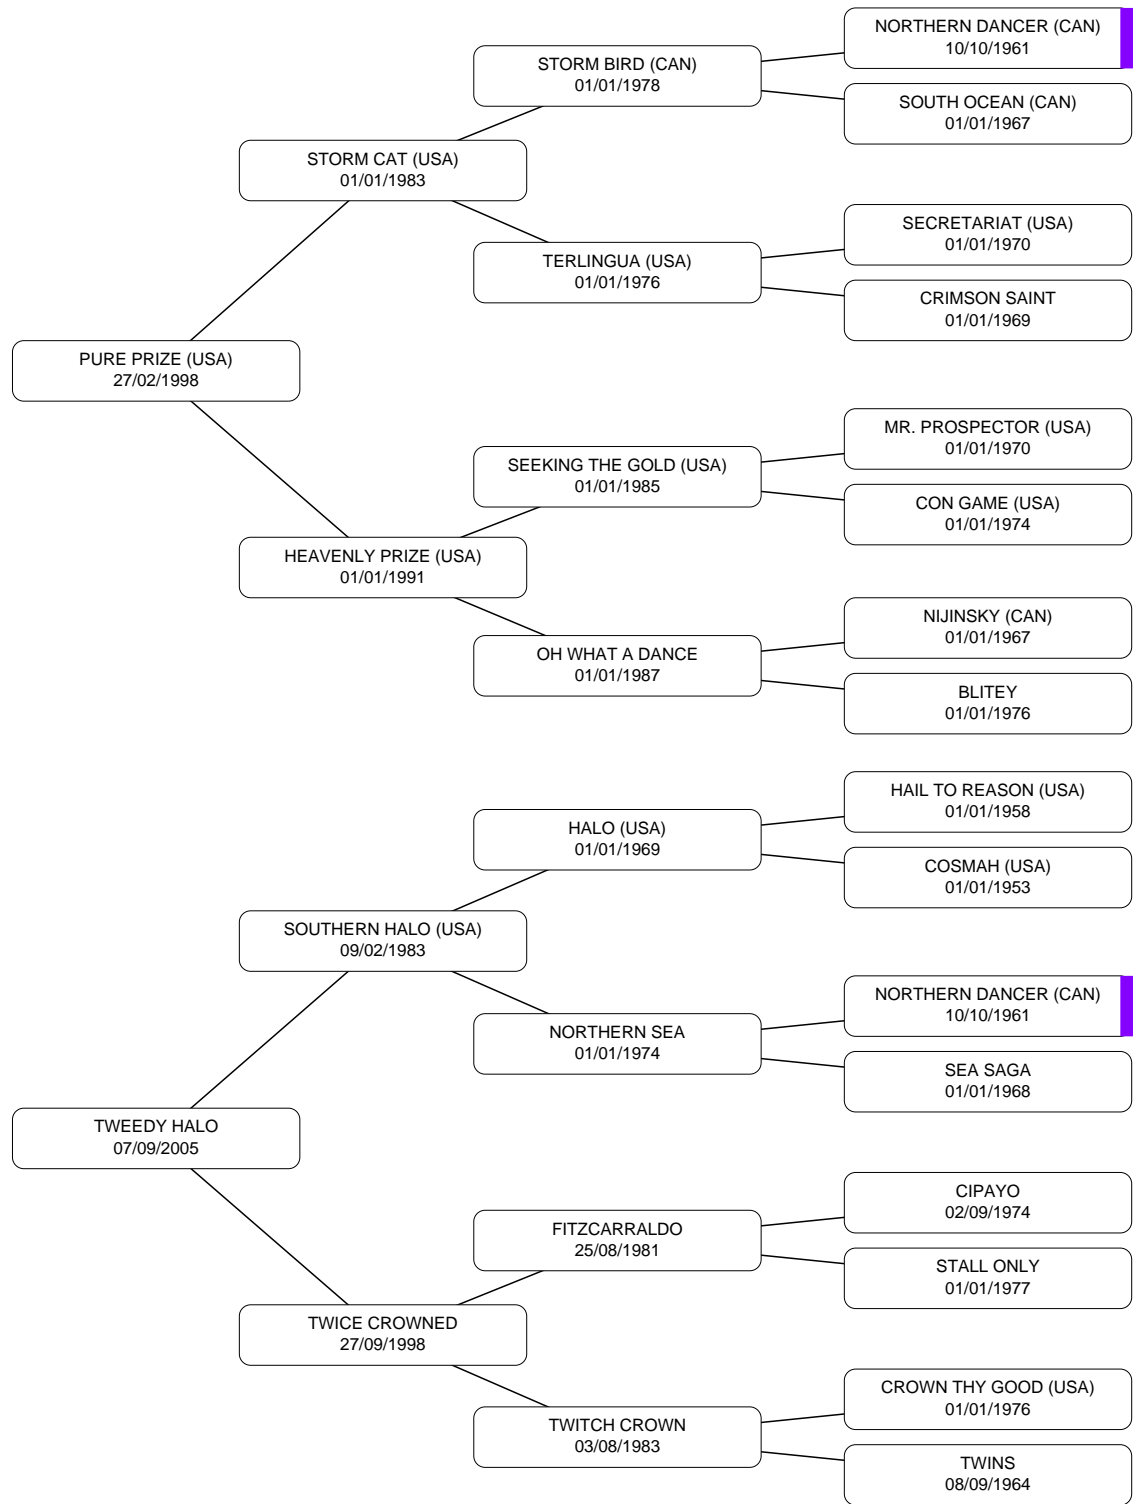 NORTHERN DANCER (CAN)
10/10/1961
STORM BIRD (CAN)
01/01/1978
SOUTH OCEAN (CAN)
01/01/1967
STORM CAT (USA)
01/01/1983
SECRETARIAT (USA)
01/01/1970
TERLINGUA (USA)
01/01/1976
CRIMSON SAINT
01/01/1969
PURE PRIZE (USA)
27/02/1998
MR. PROSPECTOR (USA)
01/01/1970
SEEKING THE GOLD (USA)
01/01/1985
CON GAME (USA)
01/01/1974
HEAVENLY PRIZE (USA)
01/01/1991
NIJINSKY (CAN)
01/01/1967
OH WHAT A DANCE
01/01/1987
BLITEY
01/01/1976
HAIL TO REASON (USA)
01/01/1958
HALO (USA)
01/01/1969
COSMAH (USA)
01/01/1953
SOUTHERN HALO (USA)
09/02/1983
NORTHERN DANCER (CAN)
10/10/1961
NORTHERN SEA
01/01/1974
SEA SAGA
01/01/1968
TWEEDY HALO
07/09/2005
CIPAYO
02/09/1974
FITZCARRALDO
25/08/1981
STALL ONLY
01/01/1977
TWICE CROWNED
27/09/1998
CROWN THY GOOD (USA)
01/01/1976
TWITCH CROWN
03/08/1983
TWINS
08/09/1964